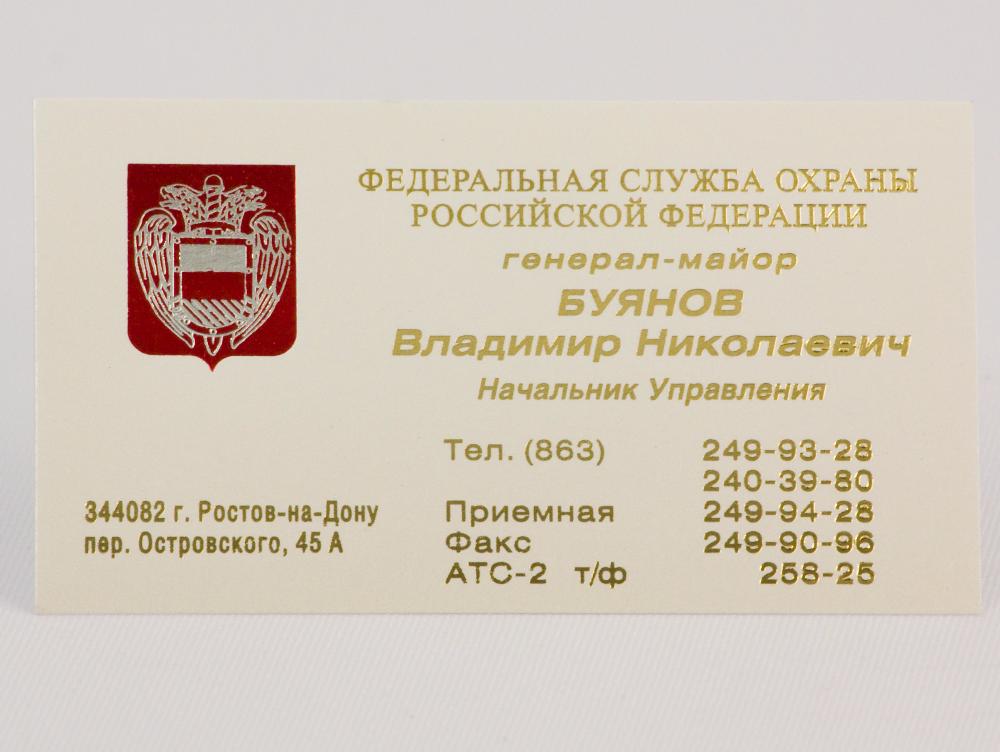 ФЕДЕРАЛЬНАЯ СЛУЖБА ОХРАНЫ
РОССИЙСКОЙ ФЕДЕРАЦИИ
генерал-майор
БУЯНОВ
Владимир Николаевич
Начальник Управления
Тел. (863) 249-93-28
240-39-80
Приемная 249-94-28
Факс 249-90-96
АТС-2 т/ф 258-25
344082 г. Ростов-на-Дону
пер. Островского, 45 А